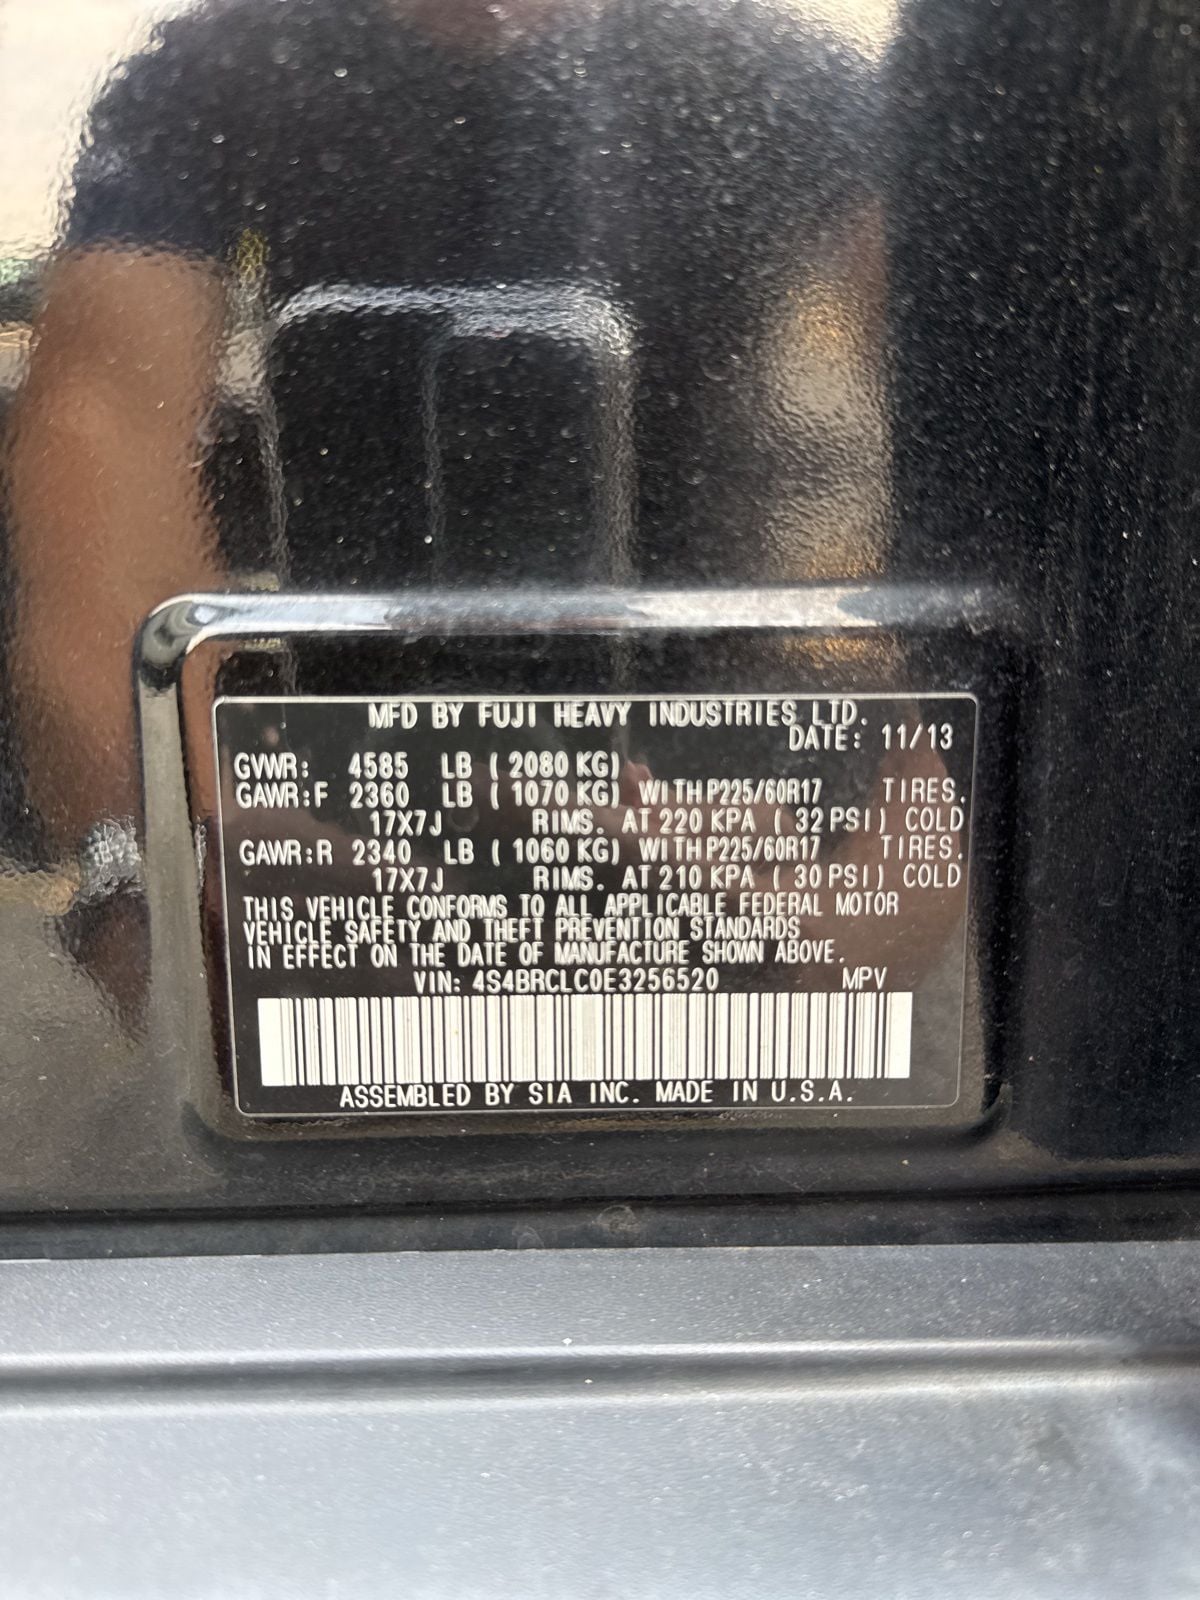 MFD BY FUJI HEAVY INDUSTRIES LTD.
DATE: 11/13
GVWR: 4585 LB ( 2080 KG)
GAWR:F 2360 LB ( 1070 KG) WITH P225/60R17 TIRES.
17X7J RIMS. AT 220 KPA ( 32 PSI) COLD
GAWR:R 2340 LB ( 1060 KG) WITH P225/60R17 TIRES.
17X7J RIMS. AT 210 KPA ( 30 PSI) COLD
THIS VEHICLE CONFORMS TO ALL APPLICABLE FEDERAL MOTOR
VEHICLE SAFETY AND THEFT PREVENTION STANDARDS
IN EFFECT ON THE DATE OF MANUFACTURE SHOWN ABOVE.
VIN: 4S4BRCLC0E3256520 MPV
ASSEMBLED BY SIA INC. MADE IN U.S.A.